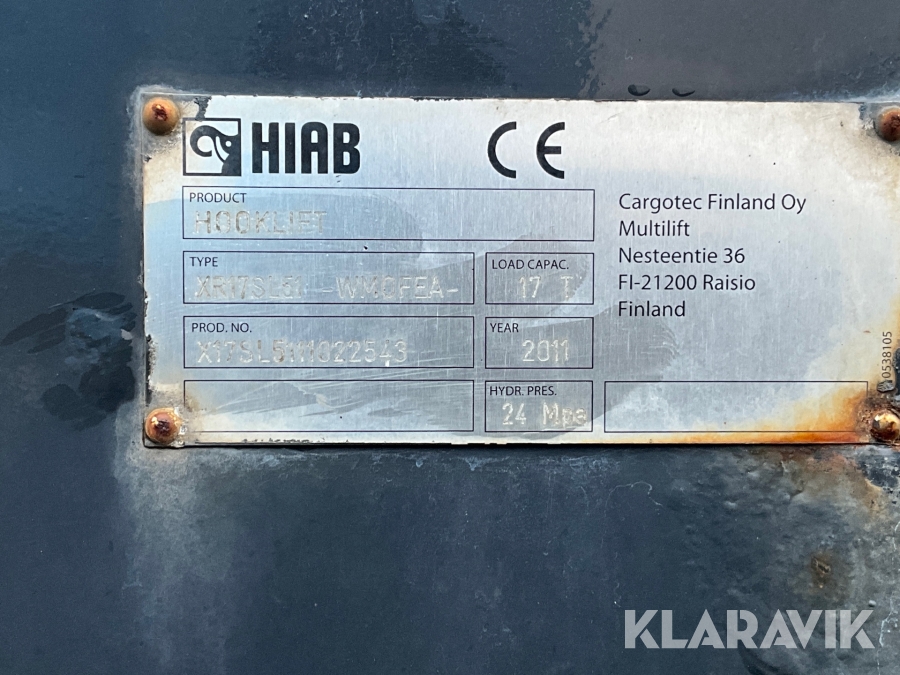 HIAB
CE
PRODUCT
HOOKLIFT
TYPE
LOAD CAPAC.
17 T
PROD. NO.
YEAR
2011
HYDR. PRES.
24 Mpa
Cargotec Finland Oy
Multilift
Nesteentie 36
FI-21200 Raisio
Finland
KLARAVIK